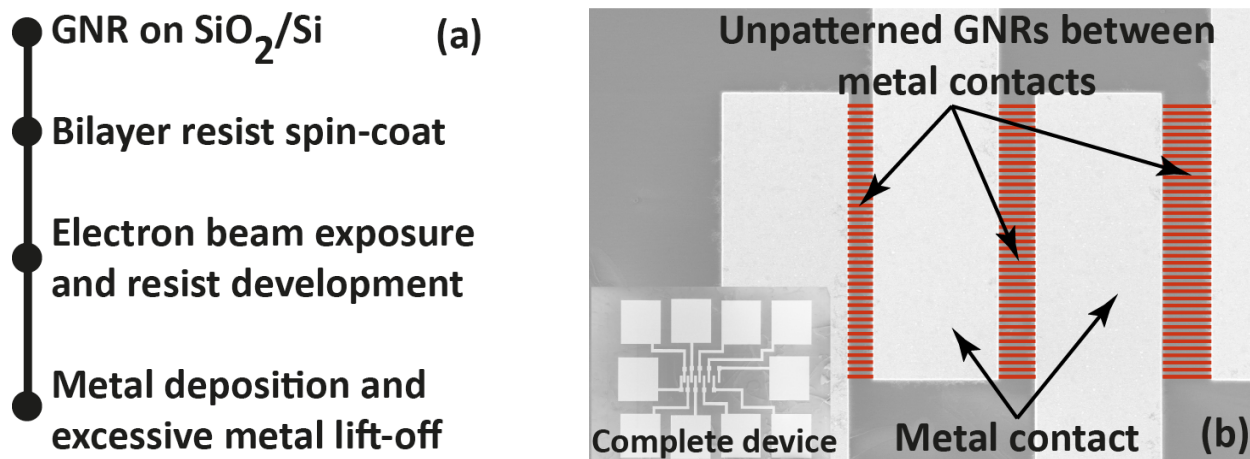 GNR on SiO₂/Si
(a)
Bilayer resist spin-coat
Electron beam exposure
and resist development
Metal deposition and
excessive metal lift-off
Unpatterned GNRs between
metal contacts
Complete device
Metal contact
(b)